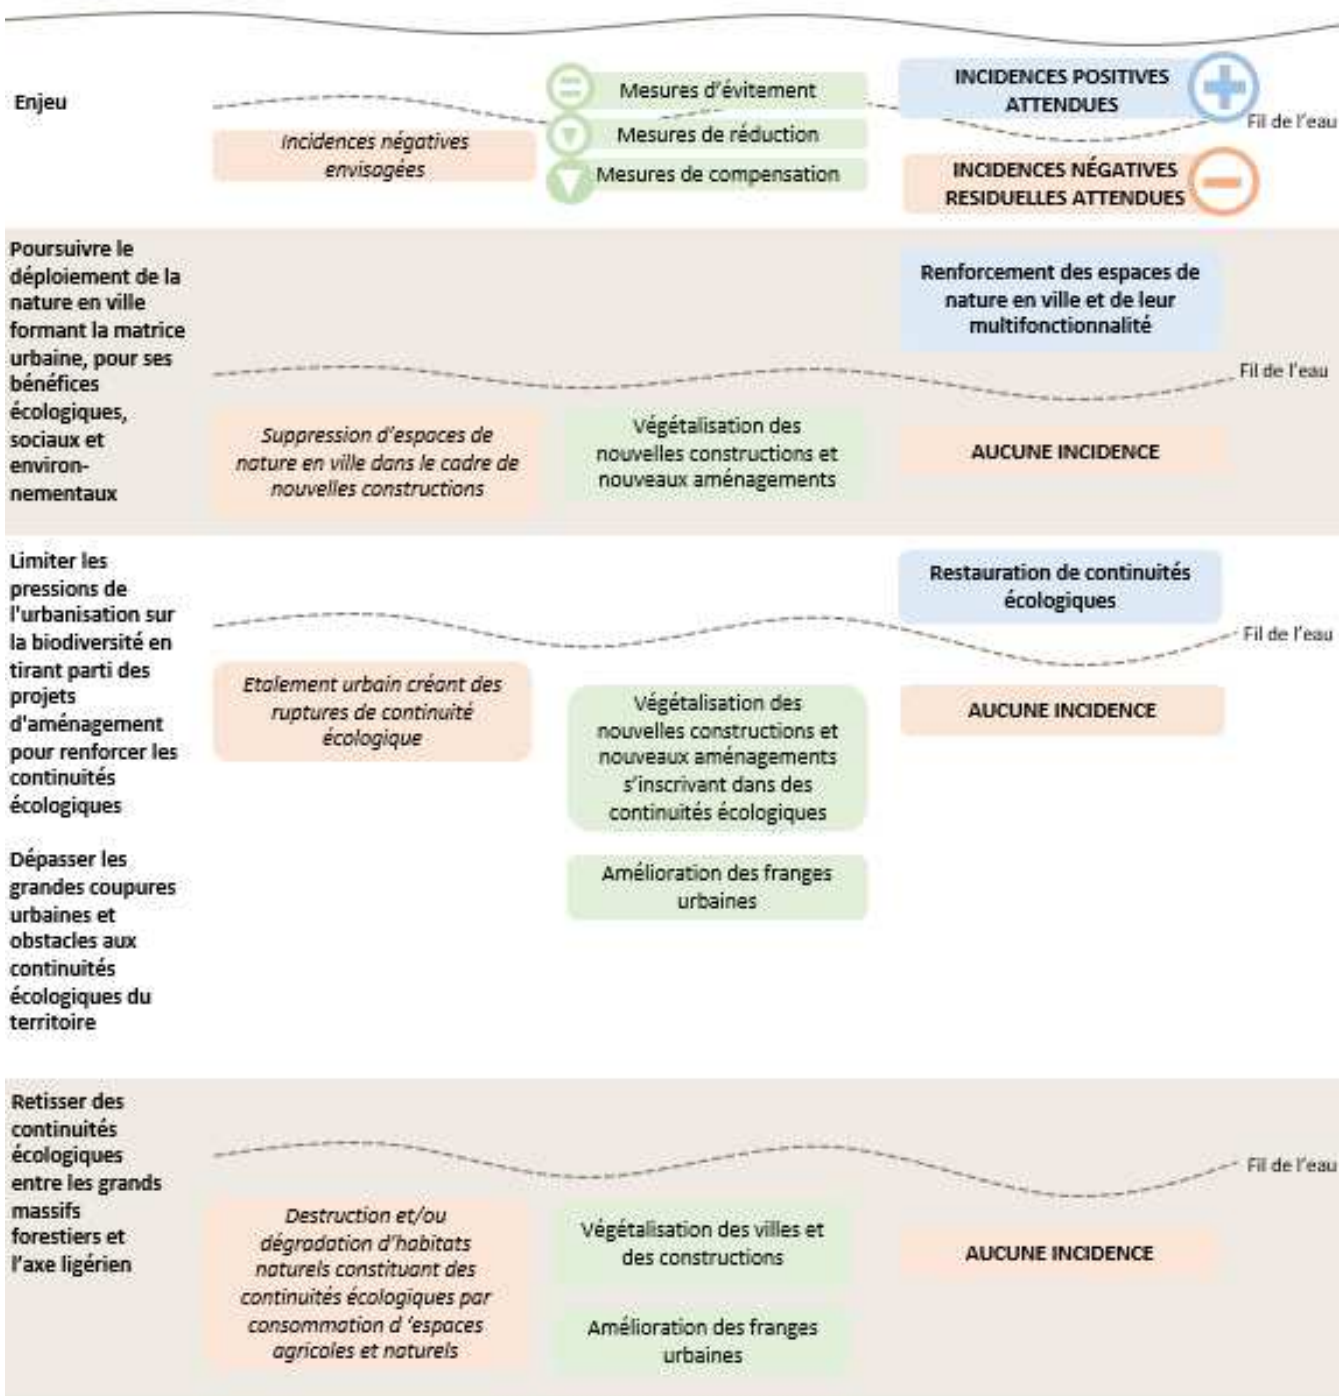 Enjeu
Incidences négatives
envisagées
Mesures d'évitement
Mesures de réduction
Mesures de compensation
INCIDENCES POSITIVES
ATTENDUES
Fil de l'eau
INCIDENCES NÉGATIVES
RESIDUELLES ATTENDUES
Poursuivre le
déploiement de la
nature en ville
formant la matrice
urbaine, pour ses
bénéfices
écologiques,
sociaux et
environ-
nementaux
Suppression d'espaces de
nature en ville dans le cadre de
nouvelles constructions
Végétalisation des
nouvelles constructions et
nouveaux aménagements
Renforcement des espaces de
nature en ville et de leur
multifonctionnalité
Fil de l'eau
AUCUNE INCIDENCE
Limiter les
pressions de
l'urbanisation sur
la biodiversité en
tirant parti des
projets
d'aménagement
pour renforcer les
continuités
écologiques
Etalement urbain créant des
ruptures de continuité
écologique
Végétalisation des
nouvelles constructions et
nouveaux aménagements
s'inscrivant dans des
continuités écologiques
Restauration de continuités
écologiques
Fil de l'eau
AUCUNE INCIDENCE
Dépasser les
grandes coupures
urbaines et
obstacles aux
continuités
écologiques du
territoire
Amélioration des franges
urbaines
Retisser des
continuités
écologiques
entre les grands
massifs
forestiers et
l'axe ligérien
Destruction et/ou
dégradation d'habitats
naturels constituant des
continuités écologiques par
consommation d 'espaces
agricoles et naturels
Végétalisation des villes et
des constructions
Amélioration des franges
urbaines
Fil de l'eau
AUCUNE INCIDENCE